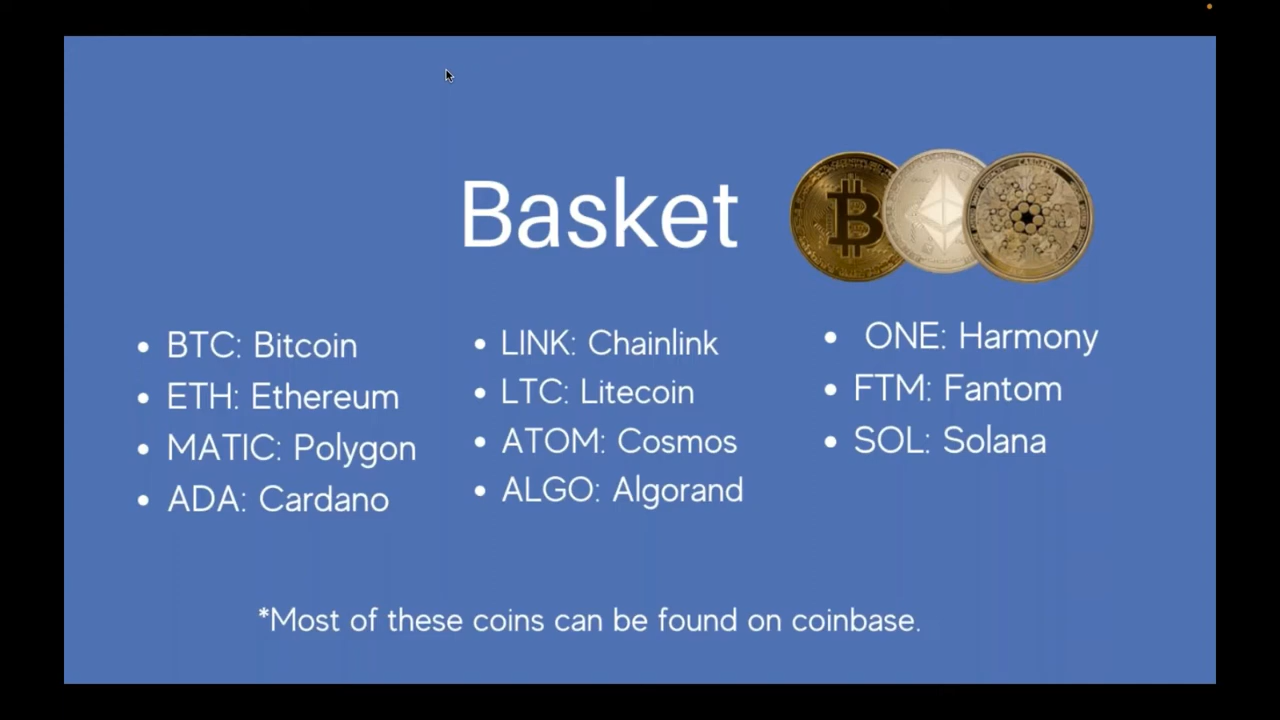 Basket
• BTC: Bitcoin
• ETH: Ethereum
• MATIC: Polygon
• ADA: Cardano
• LINK: Chainlink
• LTC: Litecoin
• ATOM: Cosmos
• ALGO: Algorand
• ONE: Harmony
• FTM: Fantom
• SOL: Solana
*Most of these coins can be found on coinbase.